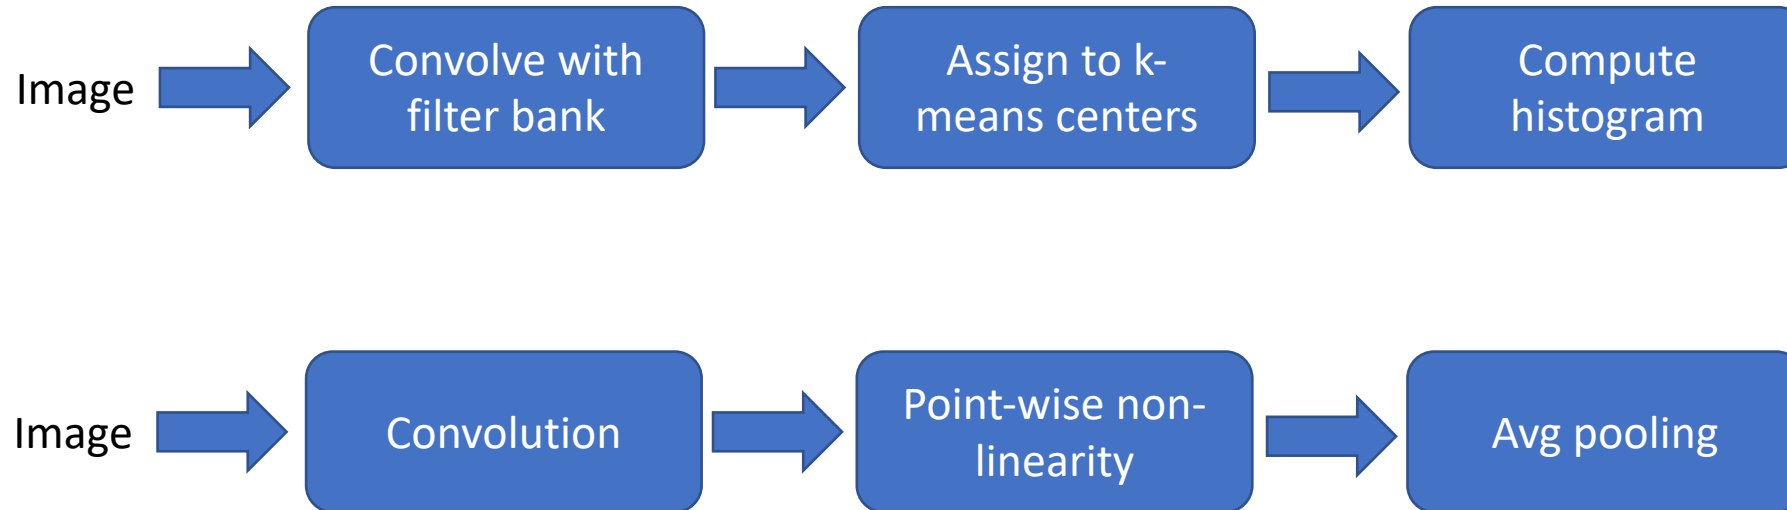 Image
Convolve with
filter bank
Assign to k-
means centers
Compute
histogram
Image
Convolution
Point-wise non-
linearity
Avg pooling